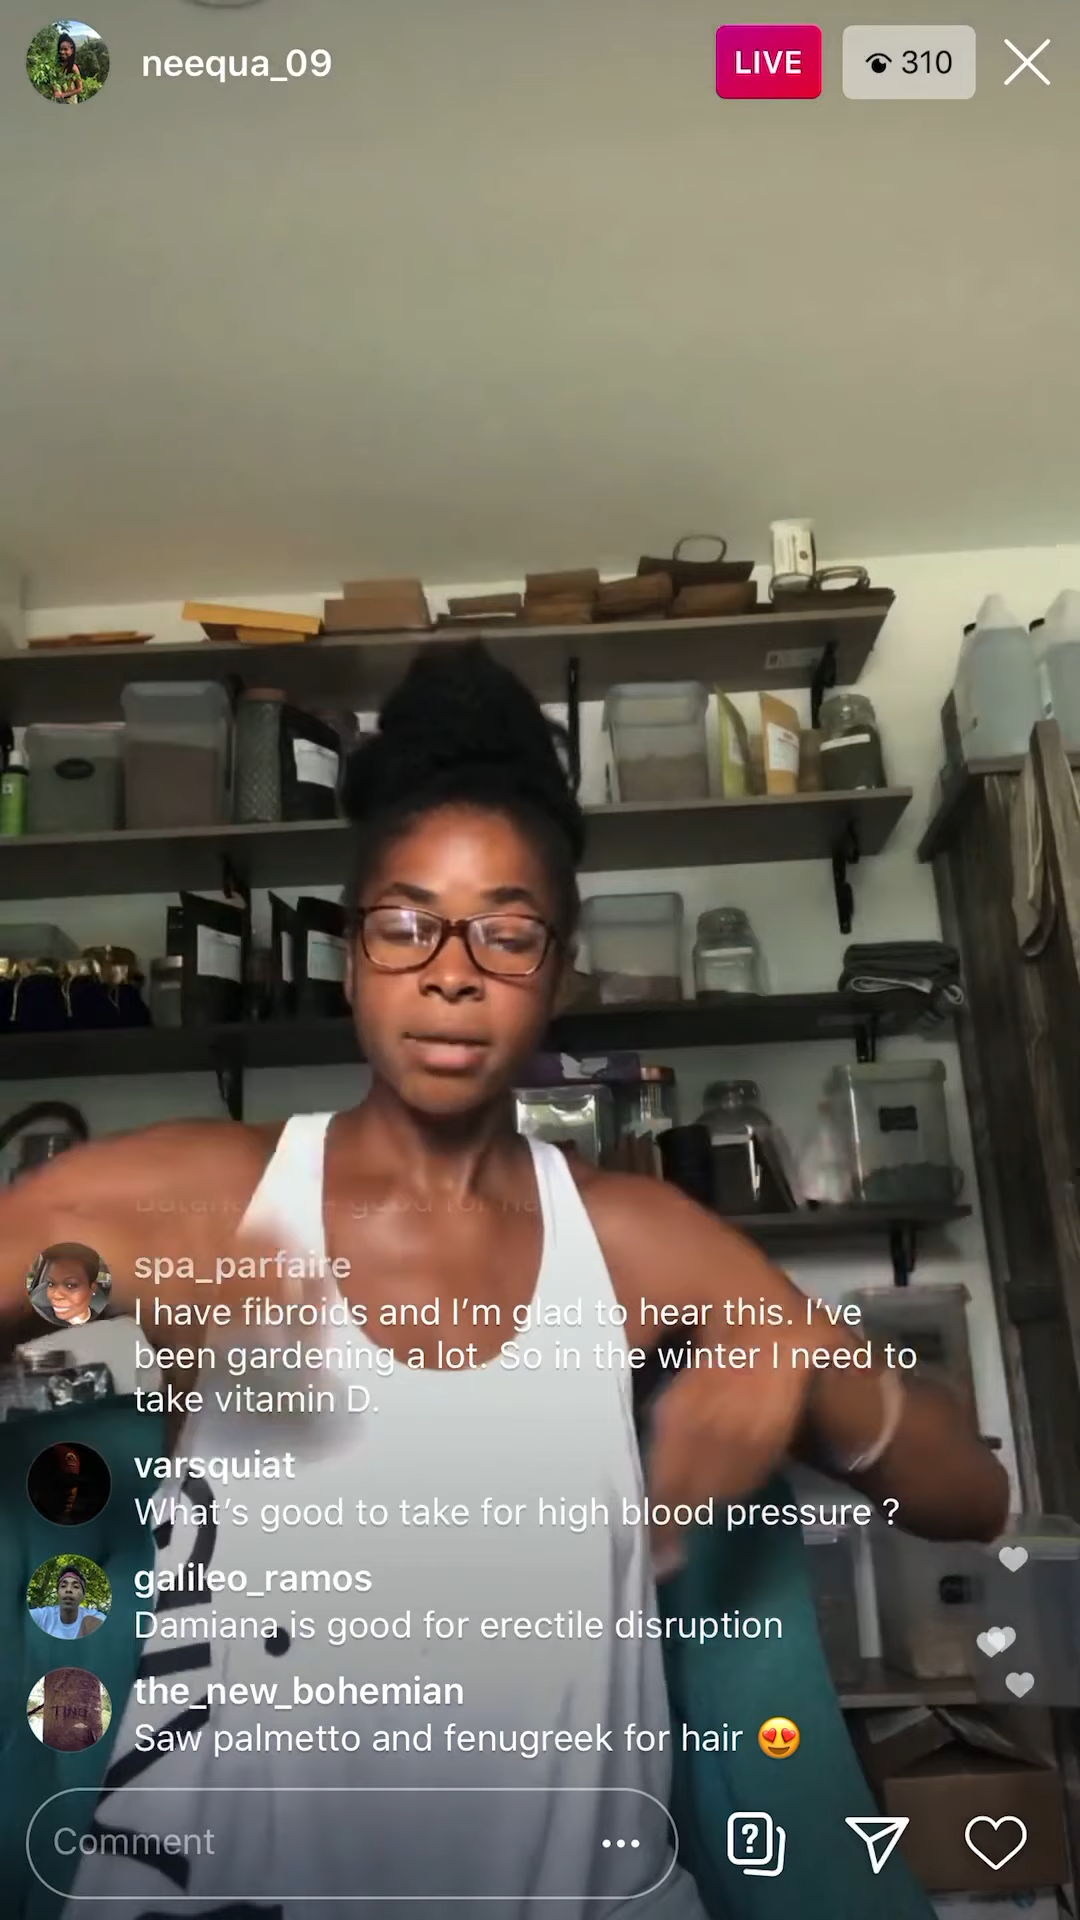 neequa_09
LIVE
310
good for
spa_parfaire
I have fibroids and I’m glad to hear this. I’ve
been gardening a lot. So in the winter I need to
take vitamin D.
varsquiat
What’s good to take for high blood pressure ?
galileo_ramos
Damiana is good for erectile disruption
the_new_bohemian
Saw palmetto and fenugreek for hair 😍
Comment